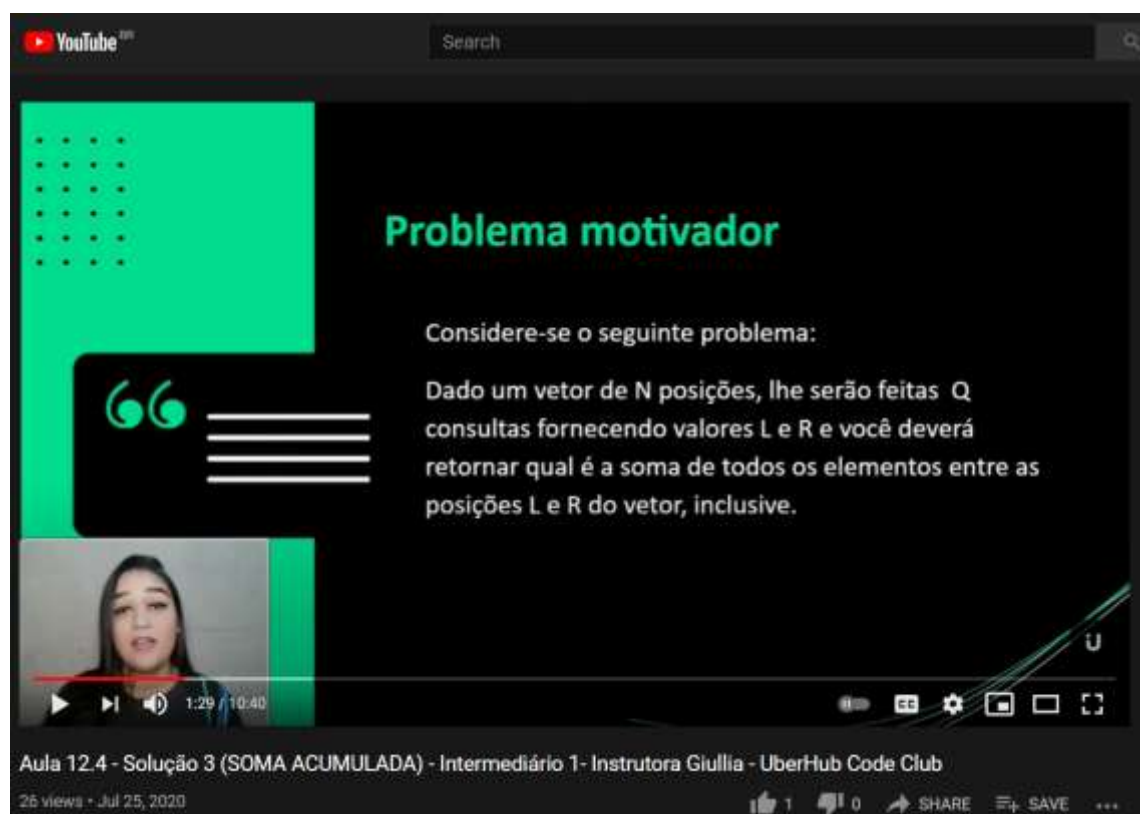 YouTube
Search
Problema motivador
Considere-se o seguinte problema:
Dado um vetor de N posições, lhe serão feitas Q
consultas fornecendo valores L e R e você deverá
retornar qual é a soma de todos os elementos entre as
posições L e R do vetor, inclusive.
1:29 / 10:40
CC
Aula 12.4 - Solução 3 (SOMA ACUMULADA) - Intermediário 1- Instrutora Giullia - UberHub Code Club
26 views • Jul 25, 2020
1
0
SHARE
SAVE